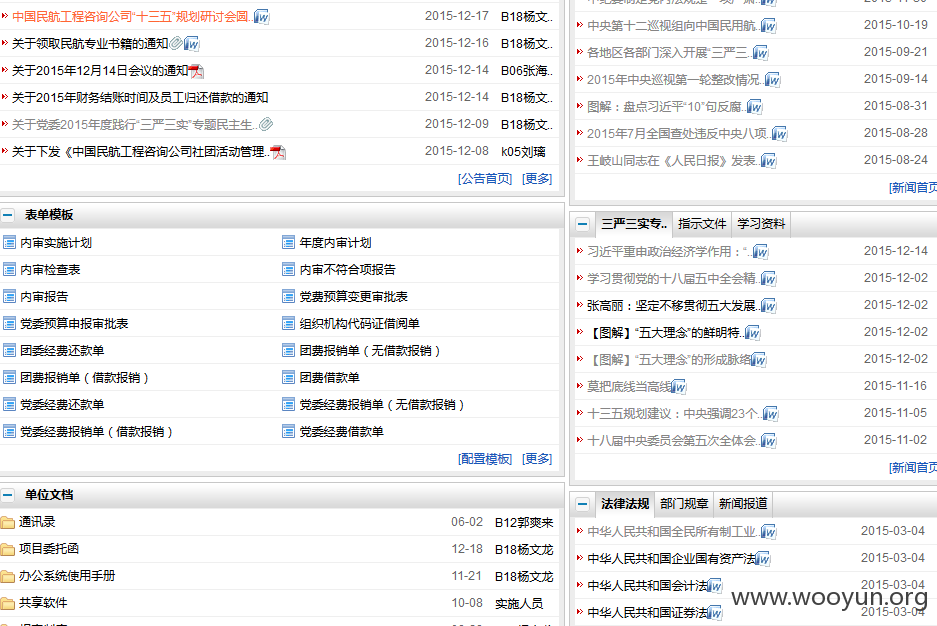 中国民航工程咨询公司“十三五”规划研讨会圆.. 2015-12-17 B18杨文..
关于领取民航专业书籍的通知 2015-12-16 B18杨文..
关于2015年12月14日会议的通知 2015-12-14 B06张海..
关于2015年财务结账时间及员工归还借款的通知 2015-12-14 B18杨文..
关于党委2015年度践行“三严三实”专题民主生.. 2015-12-09 B18杨文..
关于下发《中国民航工程咨询公司社团活动管理.. 2015-12-08 k05刘璃
[公告首页] [更多]
表单模板
内审实施计划 年度内审计划
内审检查表 内审不符合项报告
内审报告 党费预算变更审批表
党委预算申报审批表 组织机构代码证借阅单
团委经费还款单 团费报销单（无借款报销）
团费报销单（借款报销） 团费借款单
党委经费还款单 党委经费报销单（无借款报销）
党委经费报销单（借款报销） 党委经费借款单
[配置模板] [更多]
单位文档
通讯录 06-02 B12郭爽来
项目委托函 12-18 B18杨文龙
办公系统使用手册 11-21 B18杨文龙
共享软件 10-08 实施人员
中央第十二巡视组向中国民用航.. 2015-10-19
各地区各部门深入开展“三严三.. 2015-09-21
2015年中央巡视第一轮整改情况.. 2015-09-14
图解：盘点习近平“10”句反腐.. 2015-08-31
2015年7月全国查处违反中央八项.. 2015-08-28
王岐山同志在《人民日报》发表.. 2015-08-24
[新闻首页
三严三实专.. 指示文件 学习资料
习近平重申政治经济学作用：“.. 2015-12-14
学习贯彻党的十八届五中全会精.. 2015-12-02
张高丽：坚定不移贯彻五大发展.. 2015-12-02
【图解】“五大理念”的鲜明特.. 2015-12-02
【图解】“五大理念”的形成脉络 2015-12-02
莫把底线当高线 2015-11-16
十三五规划建议：中央强调23个.. 2015-11-05
十八届中央委员会第五次全体会.. 2015-11-02
[新闻首页
法律法规 部门规章 新闻报道
中华人民共和国全民所有制工业.. 2015-03-04
中华人民共和国企业国有资产法 2015-03-04
中华人民共和国会计法 2015-03-04
中华人民共和国证券法 2015-03-04
www.wooyun.org